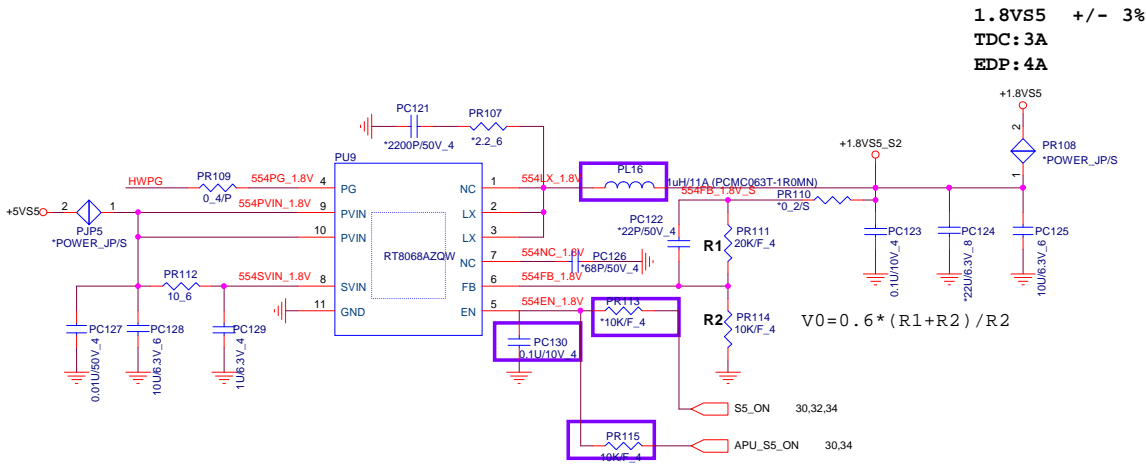 1.8VS5 +/- 3%
TDC:3A
EDP:4A
+1.8VS5
2
PR108
*POWER_JP/S
1
+1.8VS5_S2
PC121
*2200P/50V_4
PR107
*2.2_6
PU9
HWPG
PR109
0_4/P
554PG_1.8V
4
PG
NC
1
554LX_1.8V
PL16
1uH/11A (PCMC063T-1R0MN)
554FB_1.8V_S
PR110
*0_2/S
+5VS5
2
1
PJP5
*POWER_JP/S
554PVIN_1.8V
9
PVIN
LX
2
10
PVIN
LX
3
RT8068AZQW
NC
7
554NC_1.8V
PC126
*68P/50V_4
PC122
*22P/50V_4
R1
PR111
20K/F_4
PC123
0.1U/10V_4
PC124
*22U/6.3V_8
PC125
10U/6.3V_6
PR112
10_6
554SVIN_1.8V
8
SVIN
FB
6
554FB_1.8V
11
GND
EN
5
554EN_1.8V
PR113
*10K/F_4
R2
PR114
10K/F_4
V0=0.6*(R1+R2)/R2
PC127
0.01U/50V_4
PC128
10U/6.3V_6
PC129
1U/6.3V_4
PC130
0.1U/10V_4
S5_ON 30,32,34
PR115
10K/F_4
APU_S5_ON 30,34